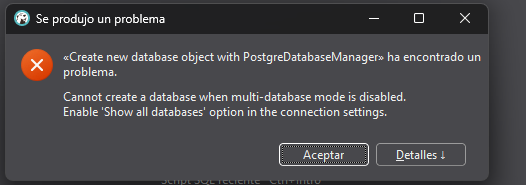 Se produjo un problema
«Create new database object with PostgreDatabaseManager» ha encontrado un
problema.
Cannot create a database when multi-database mode is disabled.
Enable 'Show all databases' option in the connection settings.
Aceptar
Detalles ↓
Script SQL reciente Ctrl+Intro